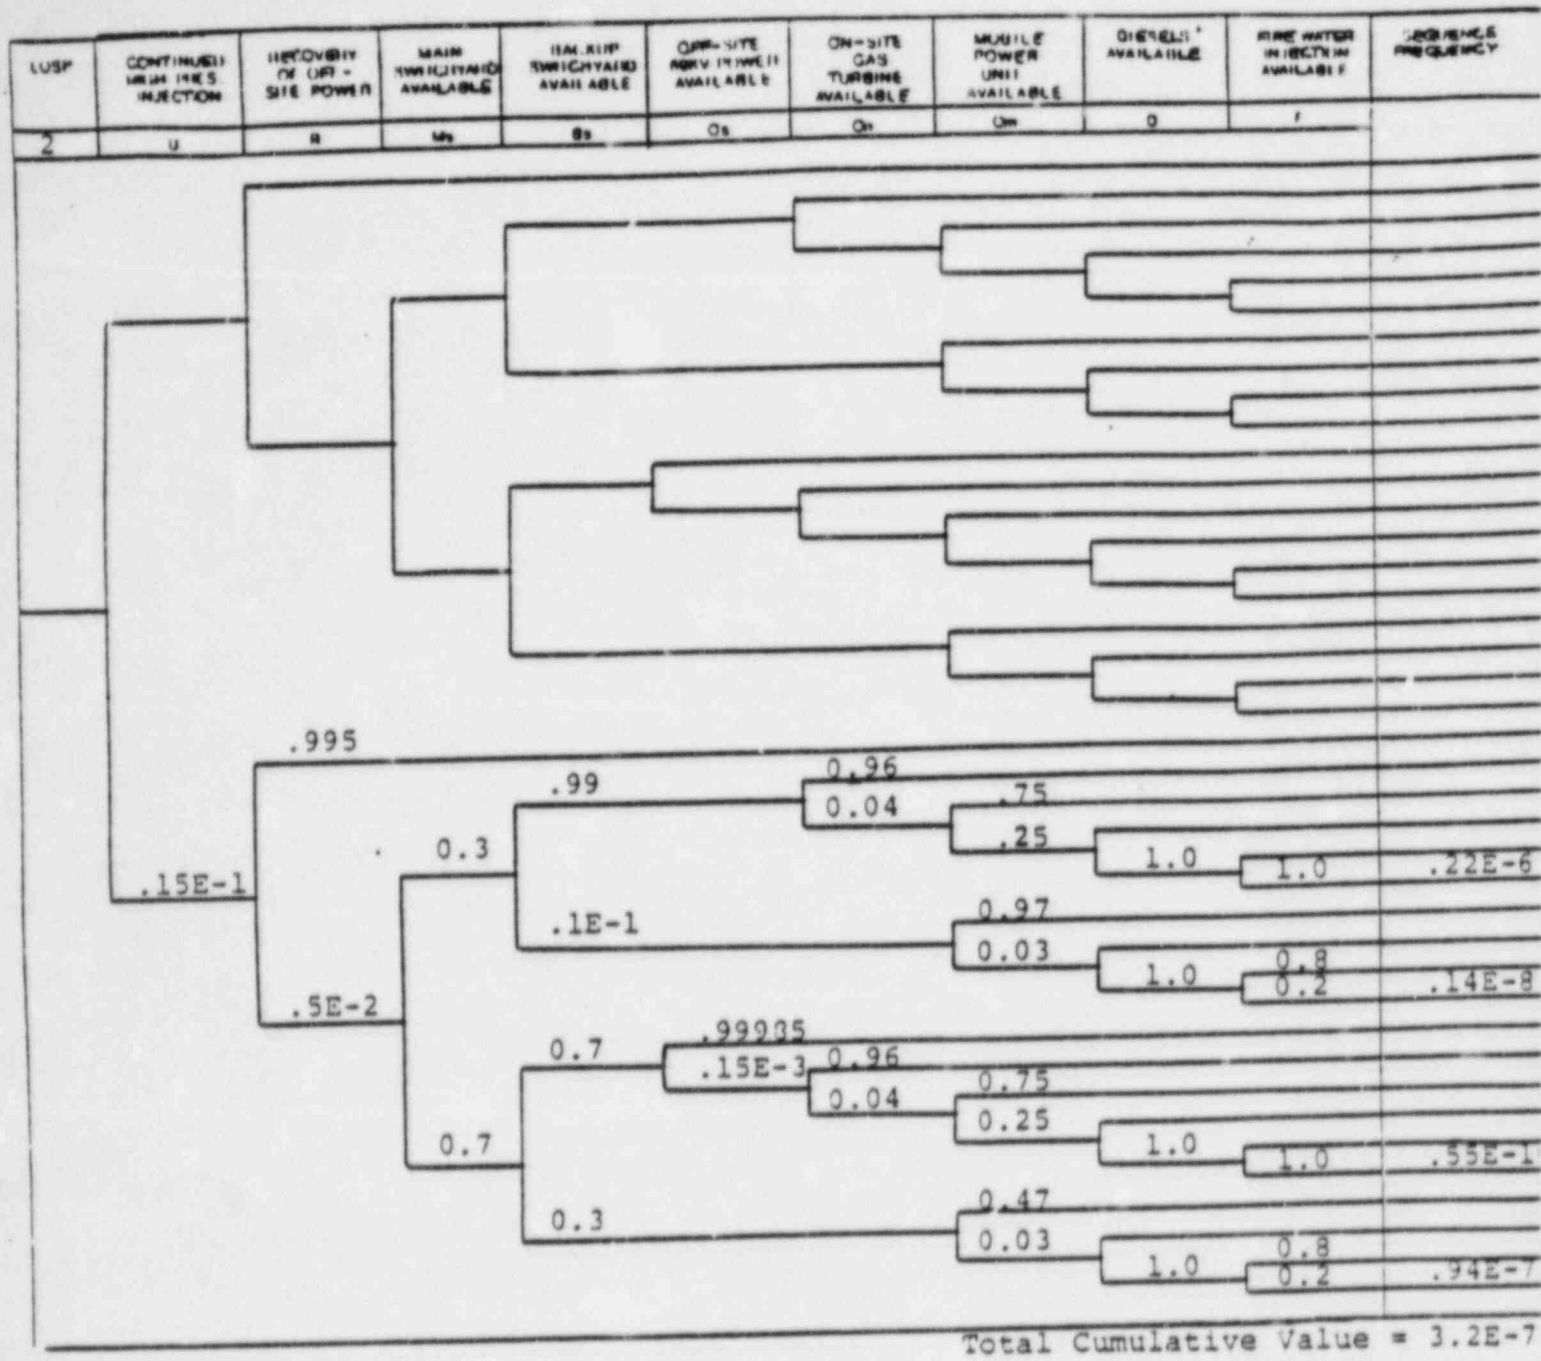 LUSP
CONTINUED
HIGH PRES.
INJECTION
RECOVERY
OF OFF-
SITE POWER
MAIN
SWITCHYARD
AVAILABLE
BACKUP
SWITCHYARD
AVAILABLE
OFF-SITE
POWER
AVAILABLE
ON-SITE
GAS
TURBINE
AVAILABLE
MOBILE
POWER
UNIT
AVAILABLE
DIESELS
AVAILABLE
FIRE WATER
INJECTION
AVAILABLE
SEQUENCE
FREQUENCY
2 U R Ms Bs Os On Om D
.995
0.96
.99
.75
0.04
.25
0.3
1.0 1.0 .22E-6
.15E-1
0.97
.1E-1
0.03
0.8
1.0 0.2 .14E-8
.5E-2
.99985
0.7
.15E-3 0.96
0.75
0.04
0.25
0.7
1.0 1.0 .55E-1
0.47
0.3
0.03
0.8
1.0 0.2 .94E-7
Total Cumulative Value = 3.2E-7